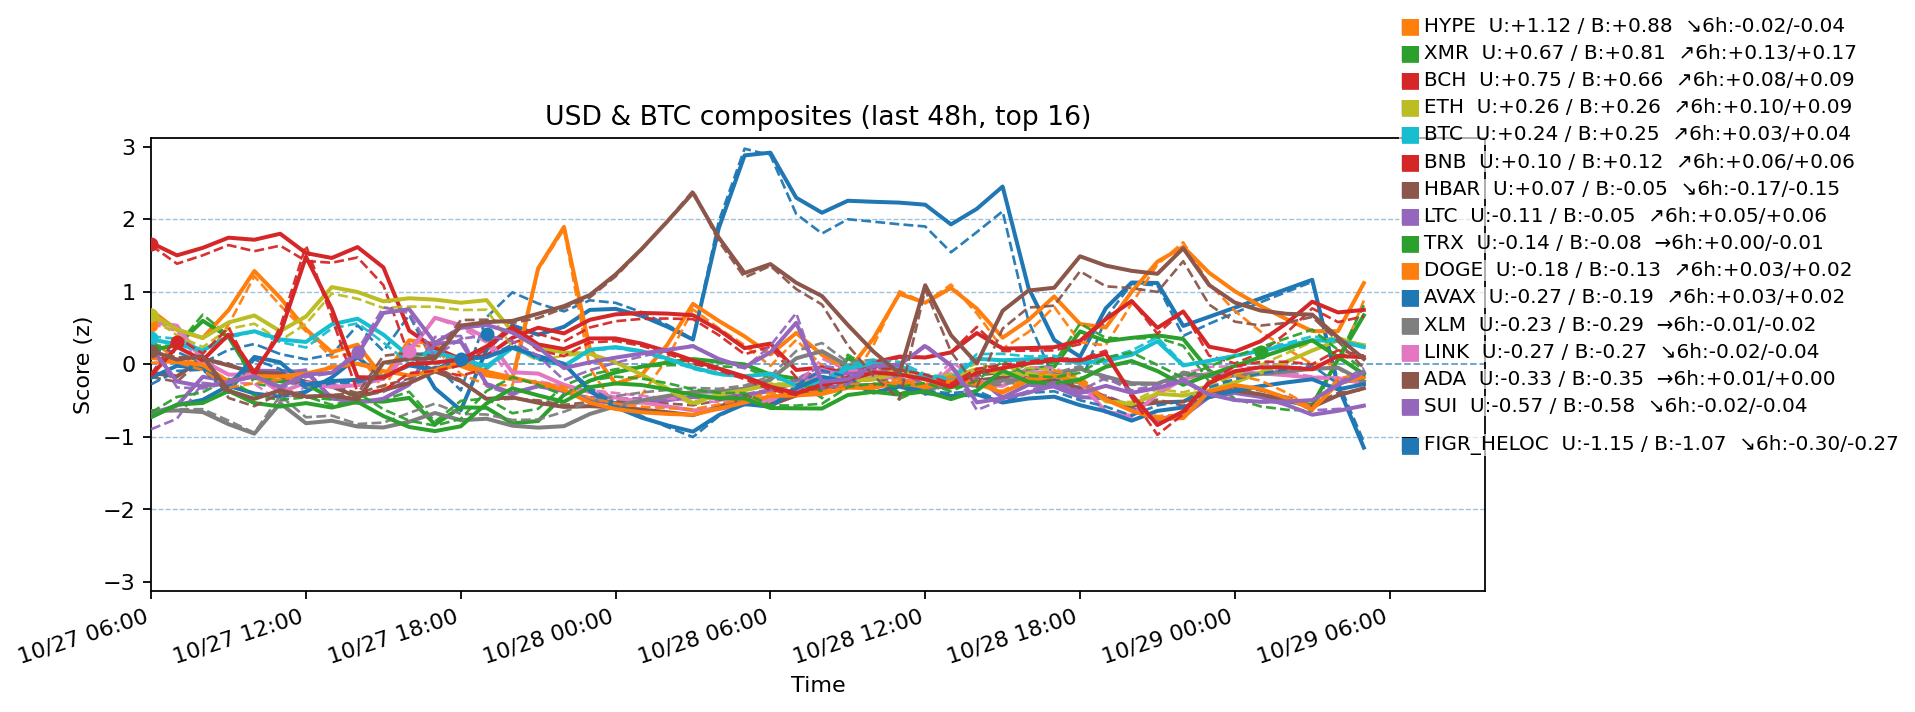 HYPE  U:+1.12 / B:+0.88  ↘6h:-0.02/-0.04
XMR  U:+0.67 / B:+0.81  ↗6h:+0.13/+0.17
BCH  U:+0.75 / B:+0.66  ↗6h:+0.08/+0.09
ETH  U:+0.26 / B:+0.26  ↗6h:+0.10/+0.09
BTC  U:+0.24 / B:+0.25  ↗6h:+0.03/+0.04
BNB  U:+0.10 / B:+0.12  ↗6h:+0.06/+0.06
HBAR  U:+0.07 / B:-0.05  ↘6h:-0.17/-0.15
LTC  U:-0.11 / B:-0.05  ↗6h:+0.05/+0.06
TRX  U:-0.14 / B:-0.08  →6h:+0.00/-0.01
DOGE  U:-0.18 / B:-0.13  ↗6h:+0.03/+0.02
AVAX  U:-0.27 / B:-0.19  ↗6h:+0.03/+0.02
XLM  U:-0.23 / B:-0.29  →6h:-0.01/-0.02
LINK  U:-0.27 / B:-0.27  ↘6h:-0.02/-0.04
ADA  U:-0.33 / B:-0.35  →6h:+0.01/+0.00
SUI  U:-0.57 / B:-0.58  ↘6h:-0.02/-0.04
FIGR_HELOC  U:-1.15 / B:-1.07  ↘6h:-0.30/-0.27
USD & BTC composites (last 48h, top 16)
Score (z)
3
2
1
0
−1
−2
−3
10/27 06:00
10/27 12:00
10/27 18:00
10/28 00:00
10/28 06:00
10/28 12:00
10/28 18:00
10/29 00:00
10/29 06:00
Time